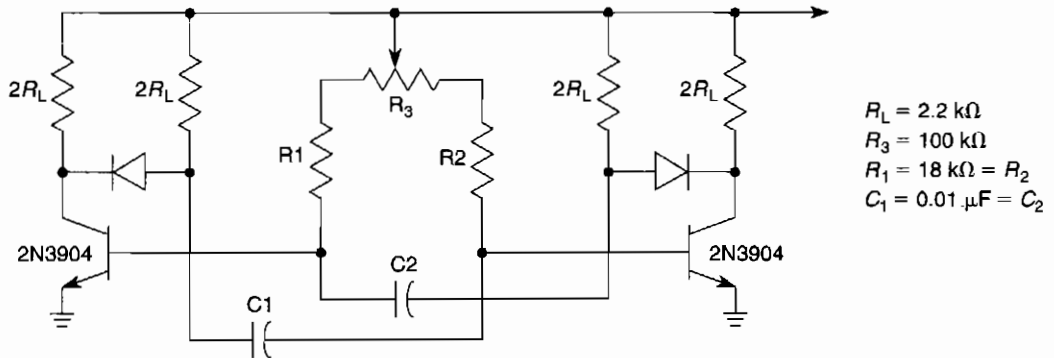 2R_L
2R_L
R_3
2R_L
2R_L
R1
R2
2N3904
2N3904
C2
C1
R_L = 2.2 kΩ
R_3 = 100 kΩ
R_1 = 18 kΩ = R_2
C_1 = 0.01 .μF = C_2